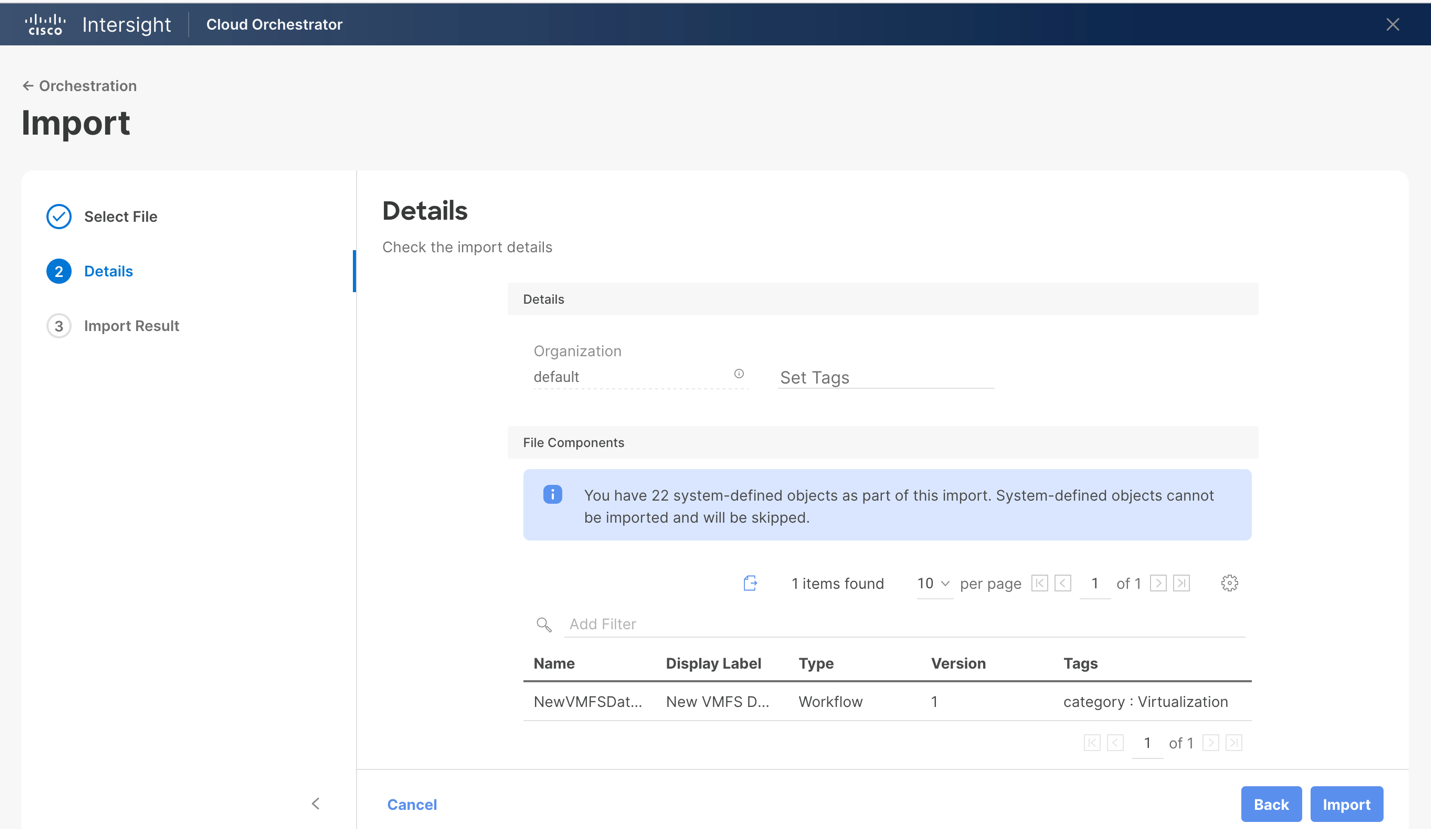 cisco Intersight Cloud Orchestrator
← Orchestration
Import
Select File
2 Details
3 Import Result
Details
Check the import details
Details
Organization
default
Set Tags
File Components
You have 22 system-defined objects as part of this import. System-defined objects cannot
be imported and will be skipped.
1 items found 10 per page 1 of 1
Add Filter
Name Display Label Type Version Tags
NewVMFSDat... New VMFS D... Workflow 1 category : Virtualization
1 of 1
Cancel Back Import